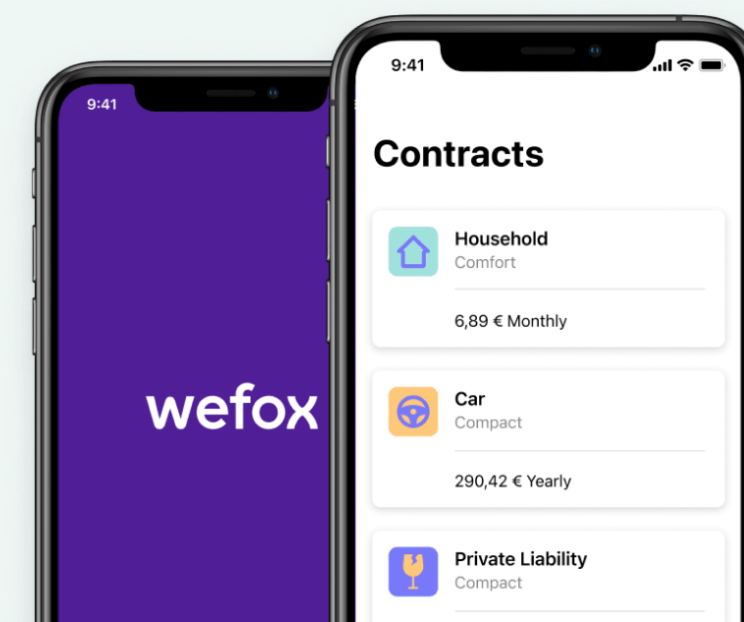 9:41
wefox
9:41
Contracts
Household
Comfort
6,89 € Monthly
Car
Compact
290,42 € Yearly
Private Liability
Compact